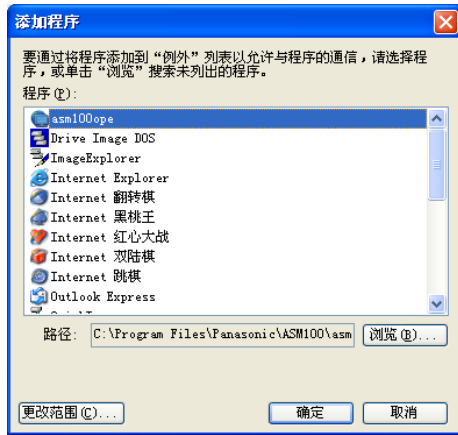 添加程序
要通过将程序添加到“例外”列表以允许与程序的通信，请选择程
序，或单击“浏览”搜索未列出的程序。
程序(P):
asm100ope
Drive Image DOS
ImageExplorer
Internet Explorer
Internet 翻转棋
Internet 黑桃王
Internet 红心大战
Internet 双陆棋
Internet 跳棋
Outlook Express
路径: C:\Program Files\Panasonic\ASM100\asm 浏览(B)...
更改范围(C)... 确定 取消